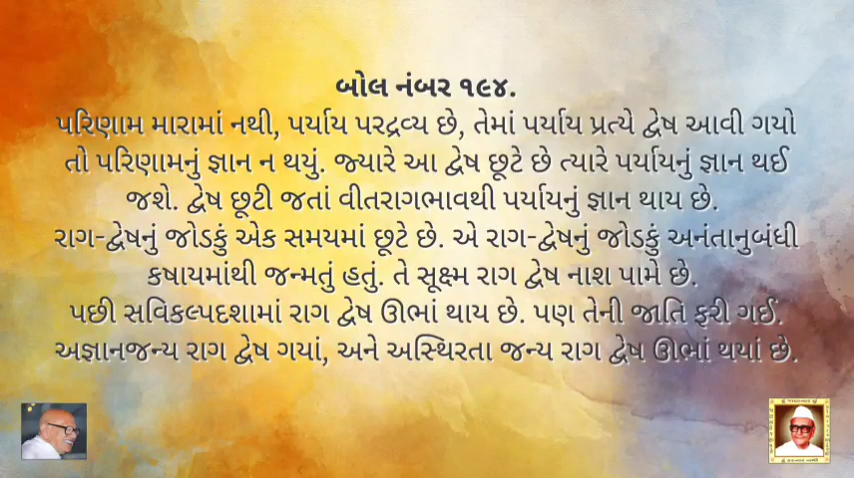 બોલ નંબર ૧૯૪.
પરિણામ મારામાં નથી, પર્યાય પરદ્રવ્ય છે, તેમાં પર્યાય પ્રત્યે દ્વેષ આવી ગયો
તો પરિણામનું જ્ઞાન ન થયું. જ્યારે આ દ્વેષ છૂટે છે ત્યારે પર્યાયનું જ્ઞાન થઈ
જશે. દ્વેષ છૂટી જતાં વીતરાગભાવથી પર્યાયનું જ્ઞાન થાય છે.
રાગ-દ્વેષનું જોડકું એક સમયમાં છૂટે છે. એ રાગ-દ્વેષનું જોડકું અનંતાનુબંધી
કષાયમાંથી જન્મતું હતું. તે સૂક્ષ્મ રાગ દ્વેષ નાશ પામે છે.
પછી સવિકલ્પદશામાં રાગ દ્વેષ ઊભાં થાય છે. પણ તેની જાતિ ફરી ગઈ.
અજ્ઞાનજન્ય રાગ દ્વેષ ગયાં, અને અસ્થિરતા જન્ય રાગ દ્વેષ ઊભાં થયાં છે.